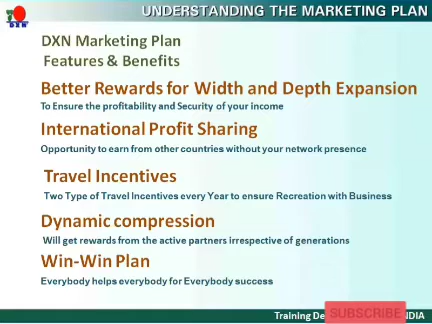 UNDERSTANDING THE MARKETING PLAN
DXN
DXN Marketing Plan
Features & Benefits
Better Rewards for Width and Depth Expansion
To Ensure the profitability and Security of your income
International Profit Sharing
Opportunity to earn from other countries without your network presence
Travel Incentives
Two Type of Travel Incentives every Year to ensure Recreation with Business
Dynamic compression
Will get rewards from the active partners irrespective of generations
Win-Win Plan
Everybody helps everybody for Everybody success
Training SUBSCRIBE